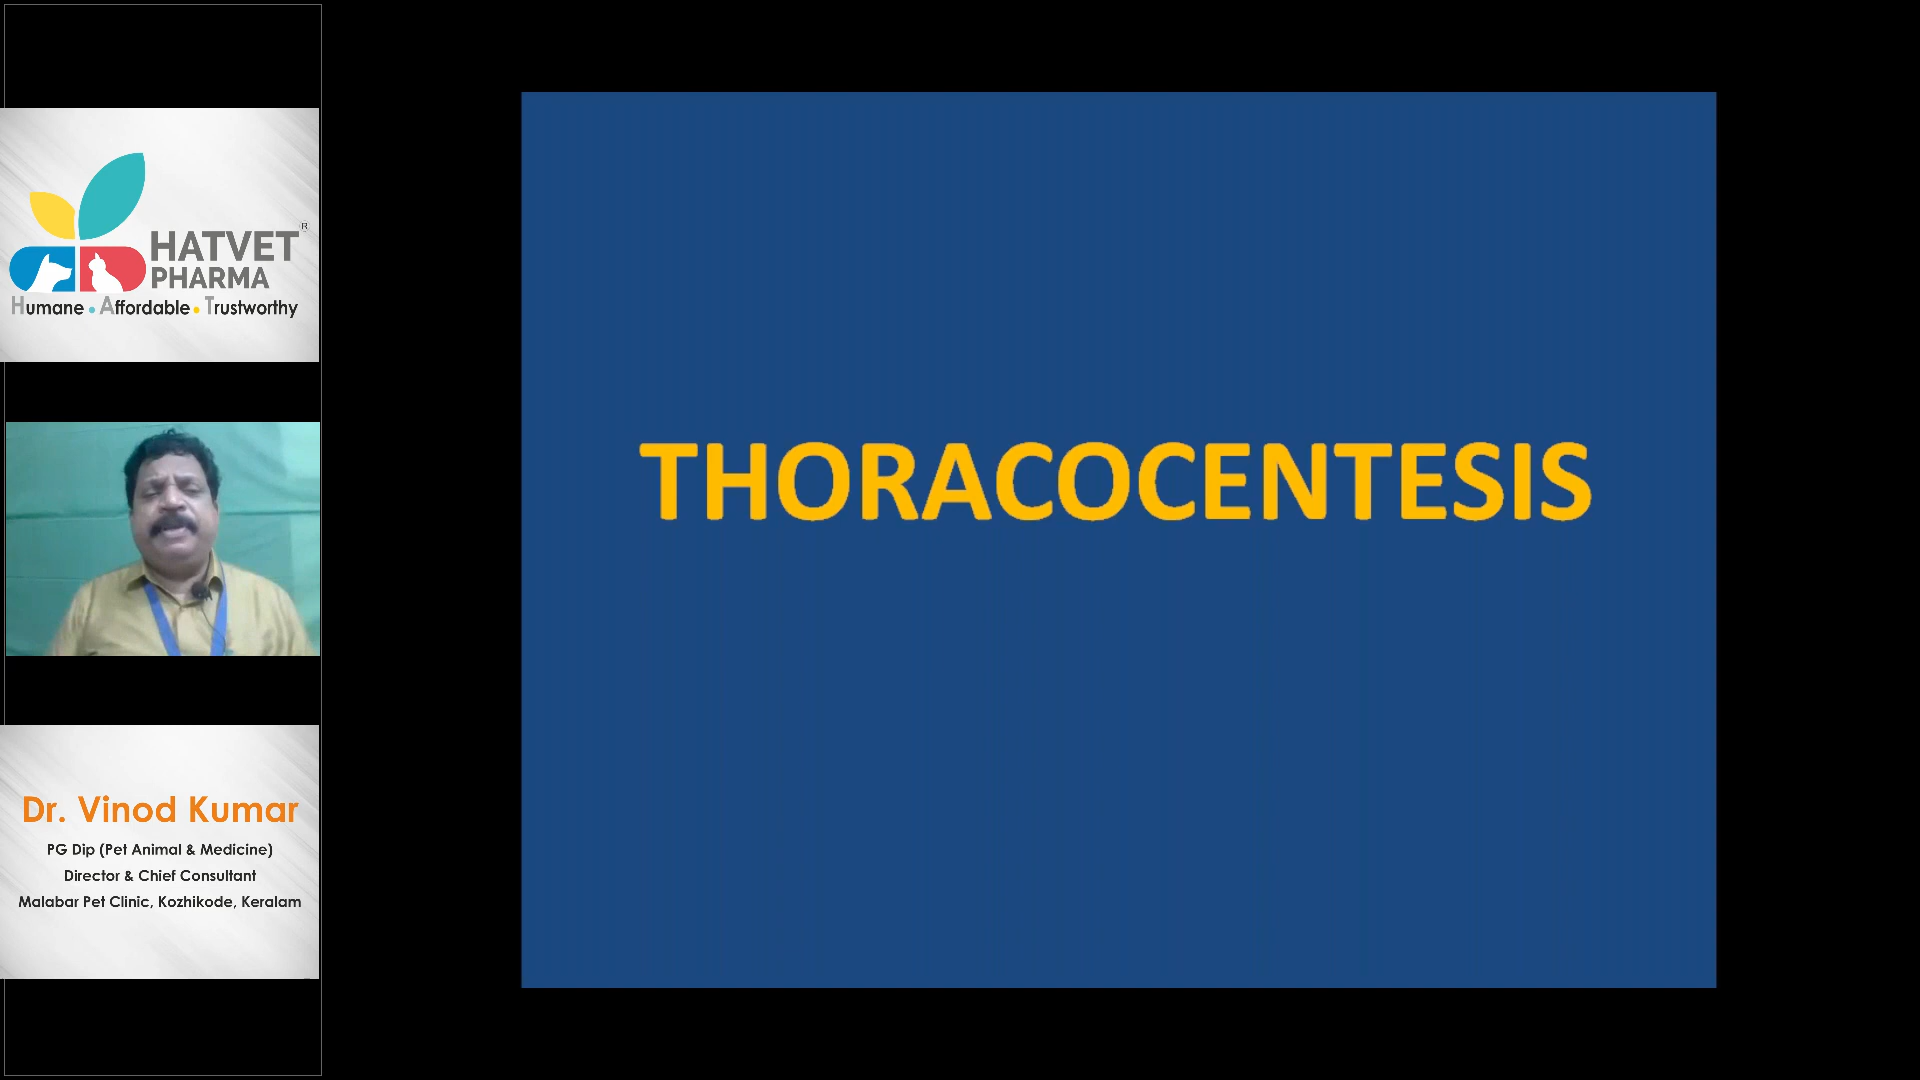 HATVET
®
PHARMA
Humane • Affordable • Trustworthy
Dr. Vinod Kumar
PG Dip (Pet Animal & Medicine)
Director & Chief Consultant
Malabar Pet Clinic, Kozhikode, Keralam
THORACOCENTESIS